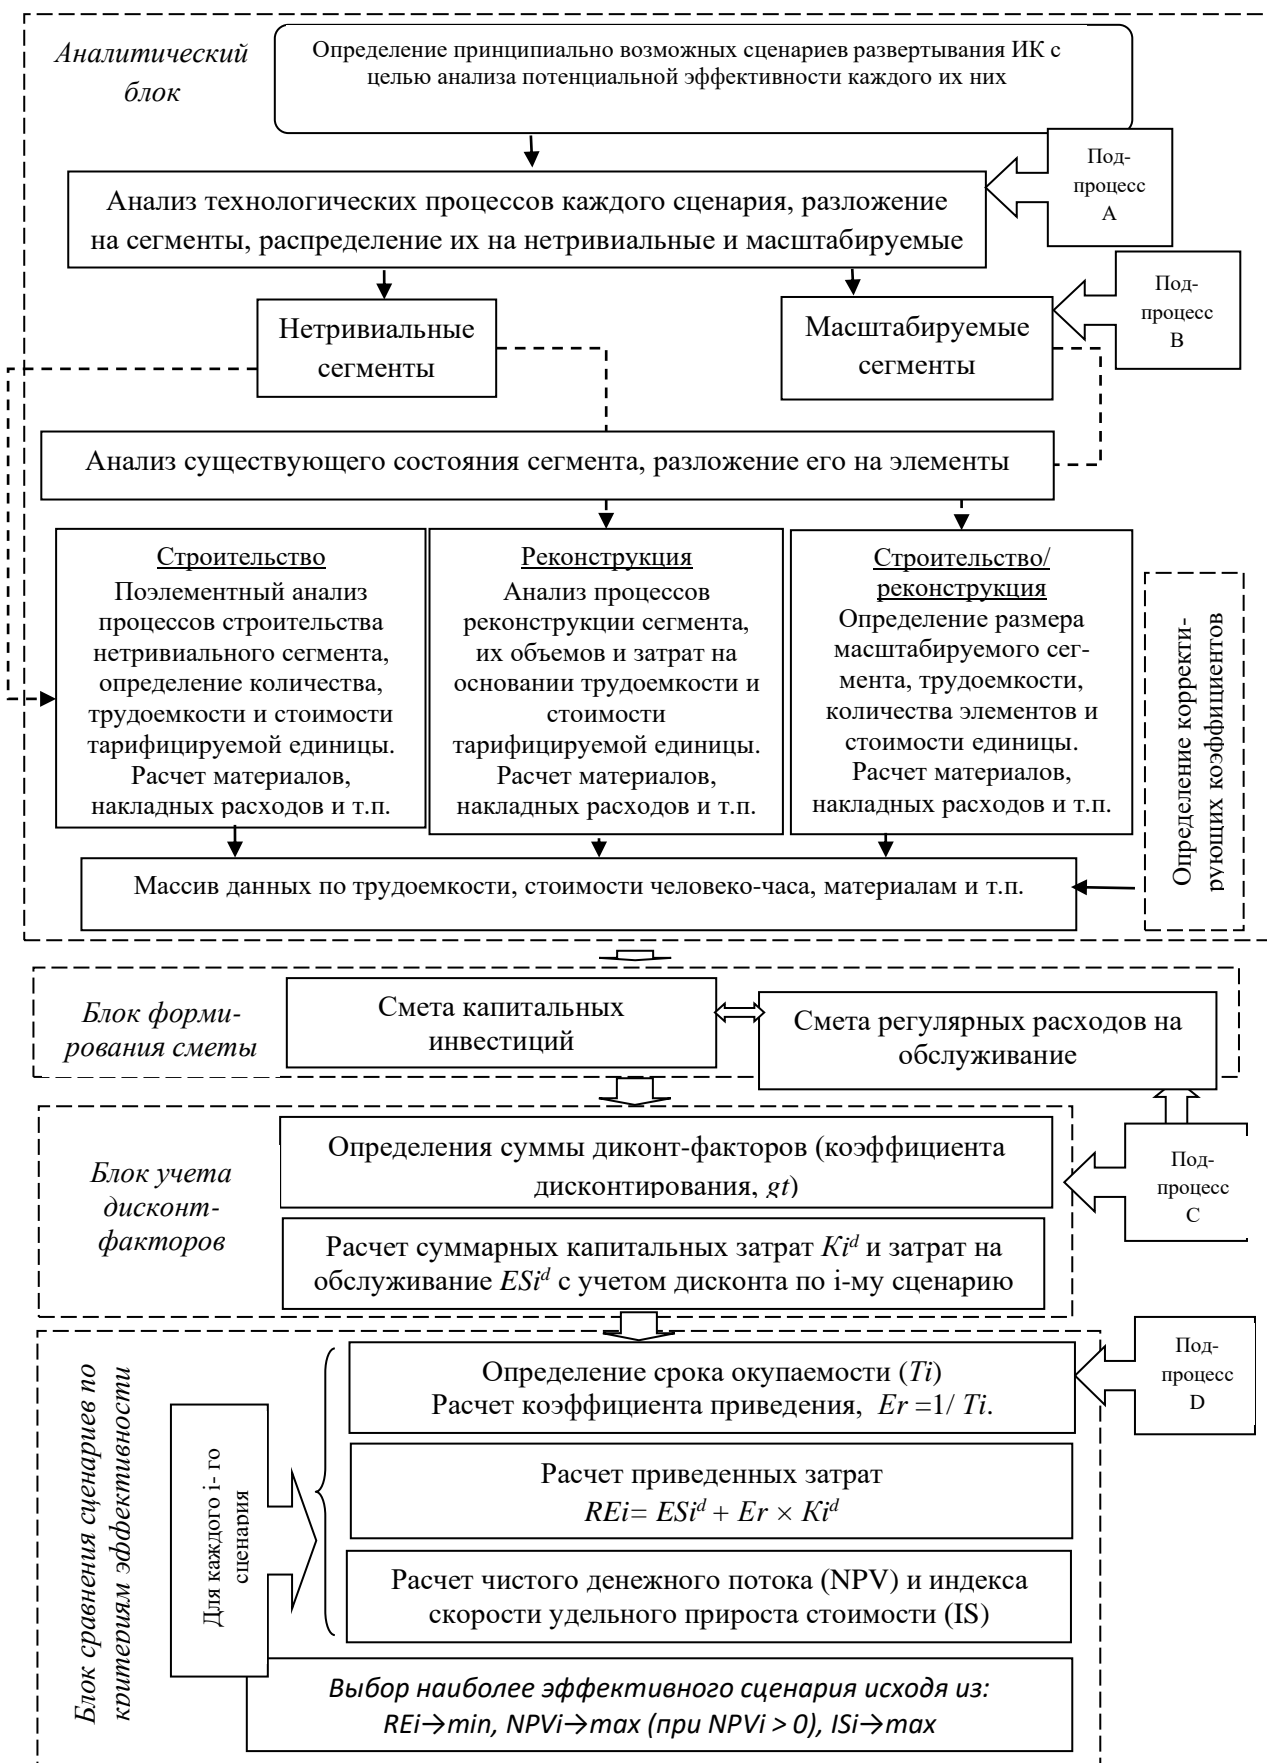 Аналитический
блок
Определение принципиально возможных сценариев развертывания ИК с
целью анализа потенциальной эффективности каждого их них
Под-
процесс
A
Анализ технологических процессов каждого сценария, разложение
на сегменты, распределение их на нетривиальные и масштабируемые
Под-
процесс
B
Нетривиальные
сегменты
Масштабируемые
сегменты
Анализ существующего состояния сегмента, разложение его на элементы
Строительство
Поэлементный анализ
процессов строительства
нетривиального сегмента,
определение количества,
трудоемкости и стоимости
тарифицируемой единицы.
Расчет материалов,
накладных расходов и т.п.
Реконструкция
Анализ процессов
реконструкции сегмента,
их объемов и затрат на
основании трудоемкости и
стоимости
тарифицируемой единицы.
Расчет материалов,
накладных расходов и т.п.
Строительство/
реконструкция
Определение размера
масштабируемого сег-
мента, трудоемкости,
количества элементов и
стоимости единицы.
Расчет материалов,
накладных расходов и т.п.
Определение корректи-
рующих коэффициентов
Массив данных по трудоемкости, стоимости человеко-часа, материалам и т.п.
Блок форми-
рования сметы
Смета капитальных
инвестиций
Смета регулярных расходов на
обслуживание
Блок учета
дисконт-
факторов
Определения суммы диконт-факторов (коэффициента
дисконтирования, gt)
Под-
процесс
C
Расчет суммарных капитальных затрат Ki^d и затрат на
обслуживание ESi^d с учетом дисконта по i-му сценарию
Блок сравнения сценариев по
критериям эффективности
Для каждого i- го
сценария
Определение срока окупаемости (Ti)
Расчет коэффициента приведения, Er =1/ Ti.
Под-
процесс
D
Расчет приведенных затрат
REi= ESi^d + Er × Ki^d
Расчет чистого денежного потока (NPV) и индекса
скорости удельного прироста стоимости (IS)
Выбор наиболее эффективного сценария исходя из:
REi→min, NPVi→max (при NPVi > 0), ISi→max